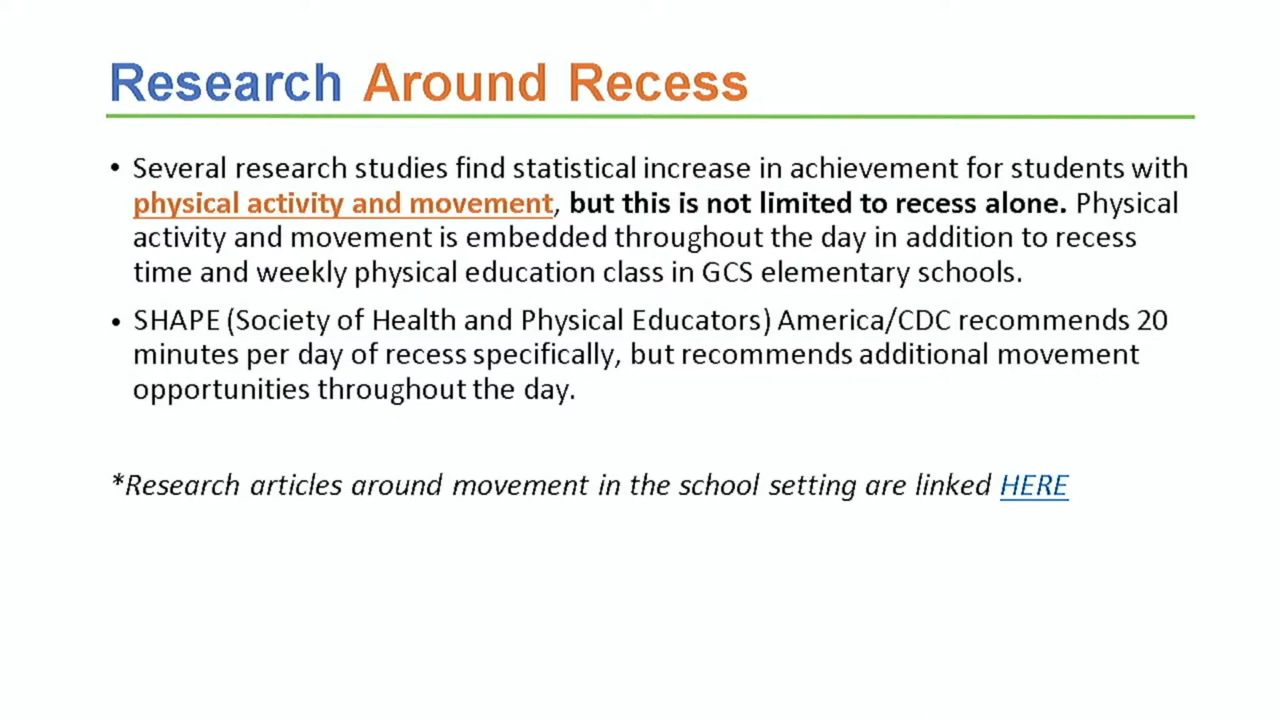 Research Around Recess
• Several research studies find statistical increase in achievement for students with
physical activity and movement, but this is not limited to recess alone. Physical
activity and movement is embedded throughout the day in addition to recess
time and weekly physical education class in GCS elementary schools.
• SHAPE (Society of Health and Physical Educators) America/CDC recommends 20
minutes per day of recess specifically, but recommends additional movement
opportunities throughout the day.
*Research articles around movement in the school setting are linked HERE